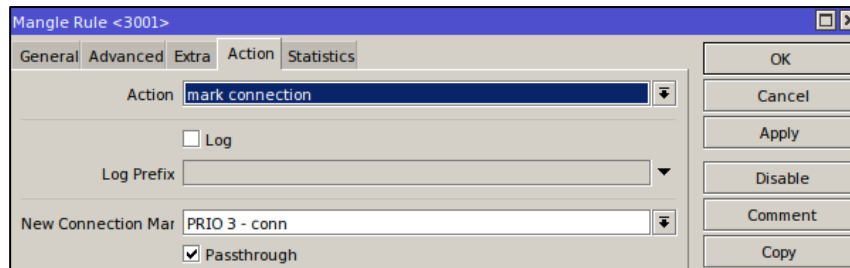 Mangle Rule <3001>
General Advanced Extra Action Statistics
OK
Action mark connection
Cancel
Log
Apply
Log Prefix
Disable
New Connection Mar PRIO 3 - conn
Comment
Passthrough
Copy